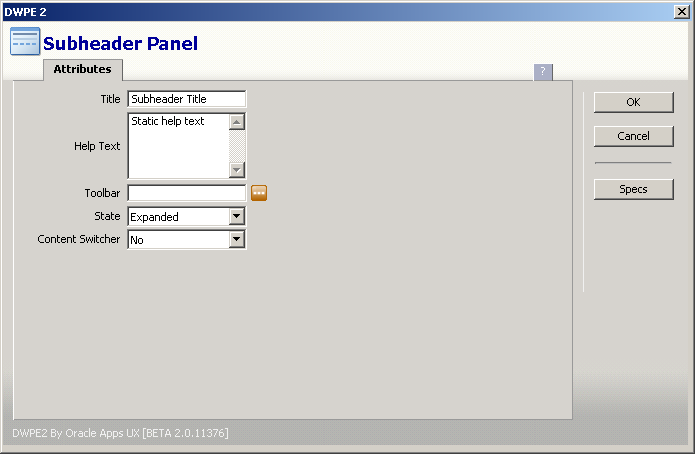 DWPE 2
Subheader Panel
Attributes
?
Title Subheader Title
OK
Help Text Static help text
Cancel
Toolbar
Specs
State Expanded
Content Switcher No
DWPE2 By Oracle Apps UX [BETA 2.0.11376]